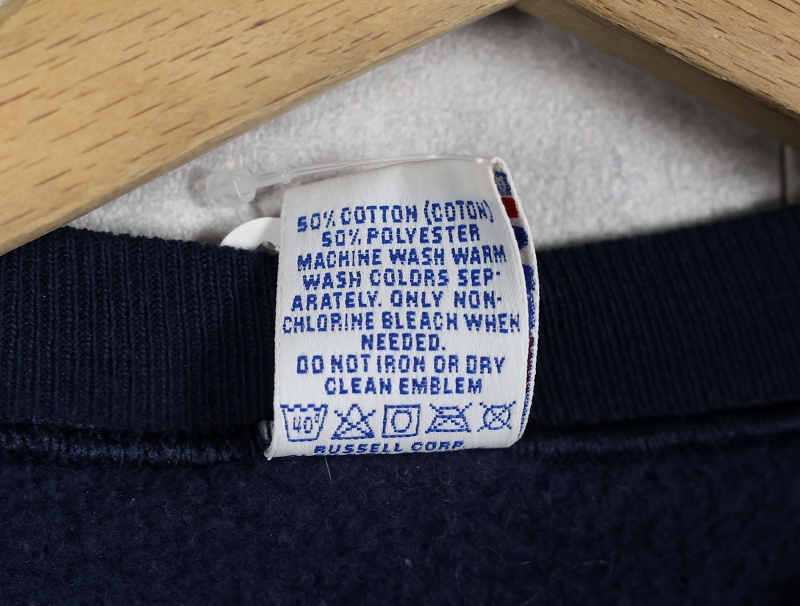 50% COTTON (COTON)
50% POLYESTER
MACHINE WASH WARM
WASH COLORS SEP-
ARATELY. ONLY NON-
CHLORINE BLEACH WHEN
NEEDED.
DO NOT IRON OR DRY
CLEAN EMBLEM
40°
RUSSELL CORP.